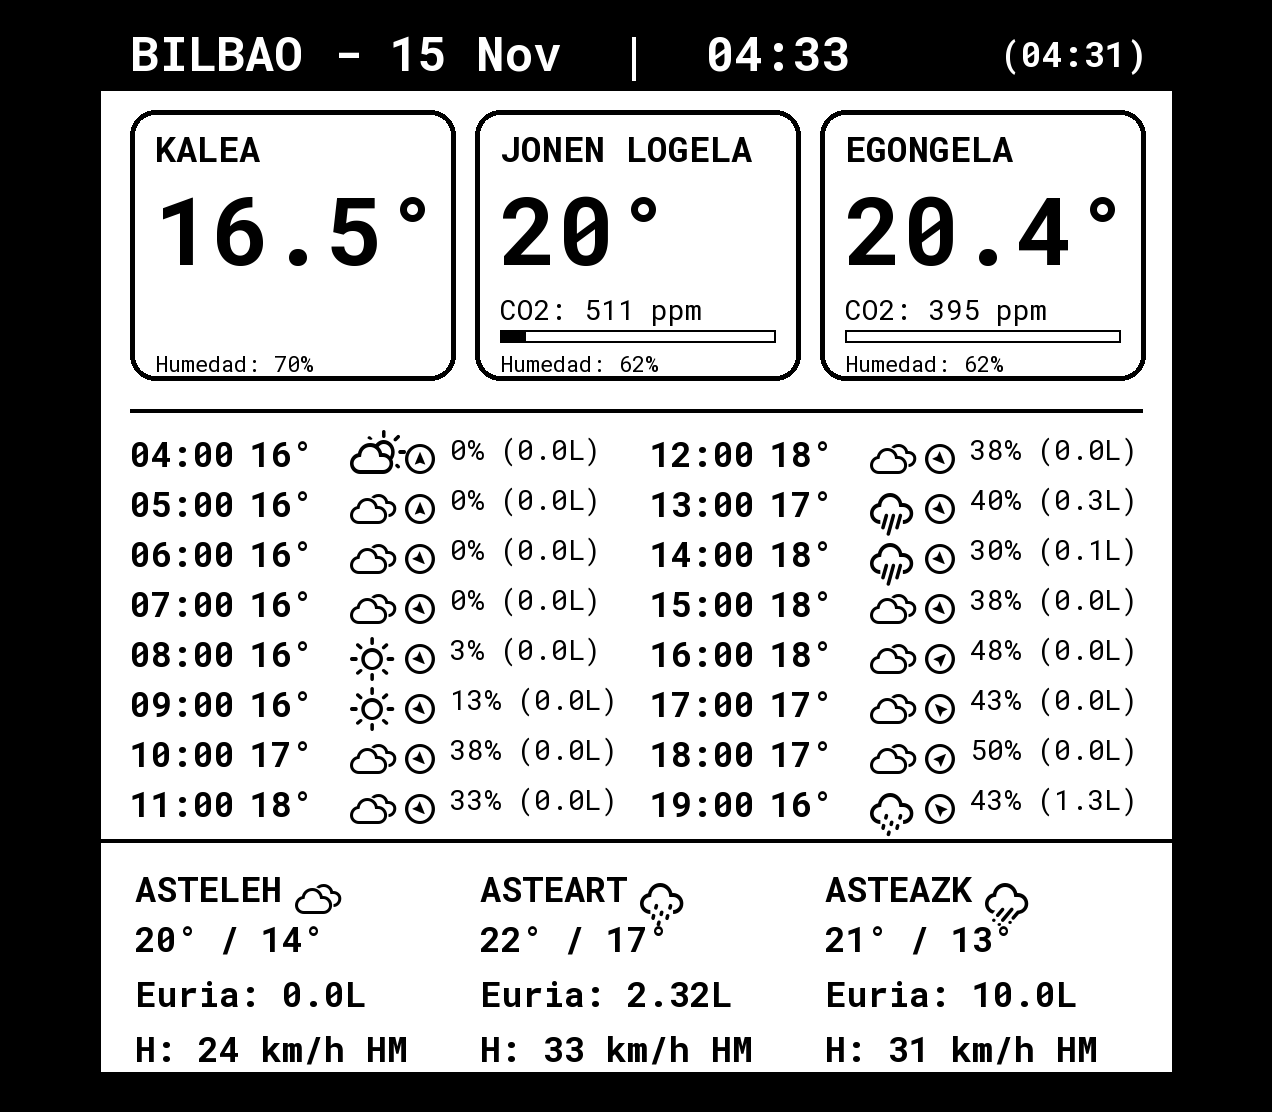 BILBAO - 15 Nov | 04:33 (04:31)
KALEA
16.5°
Humedad: 70%
JONEN LOGELA
20°
CO2: 511 ppm
Humedad: 62%
EGONGELA
20.4°
CO2: 395 ppm
Humedad: 62%
04:00 16° 0% (0.0L)
05:00 16° 0% (0.0L)
06:00 16° 0% (0.0L)
07:00 16° 0% (0.0L)
08:00 16° 3% (0.0L)
09:00 16° 13% (0.0L)
10:00 17° 38% (0.0L)
11:00 18° 33% (0.0L)
12:00 18° 38% (0.0L)
13:00 17° 40% (0.3L)
14:00 18° 30% (0.1L)
15:00 18° 38% (0.0L)
16:00 18° 48% (0.0L)
17:00 17° 43% (0.0L)
18:00 17° 50% (0.0L)
19:00 16° 43% (1.3L)
ASTELEH
20° / 14°
Euria: 0.0L
H: 24 km/h HM
ASTEART
22° / 17°
Euria: 2.32L
H: 33 km/h HM
ASTEAZK
21° / 13°
Euria: 10.0L
H: 31 km/h HM